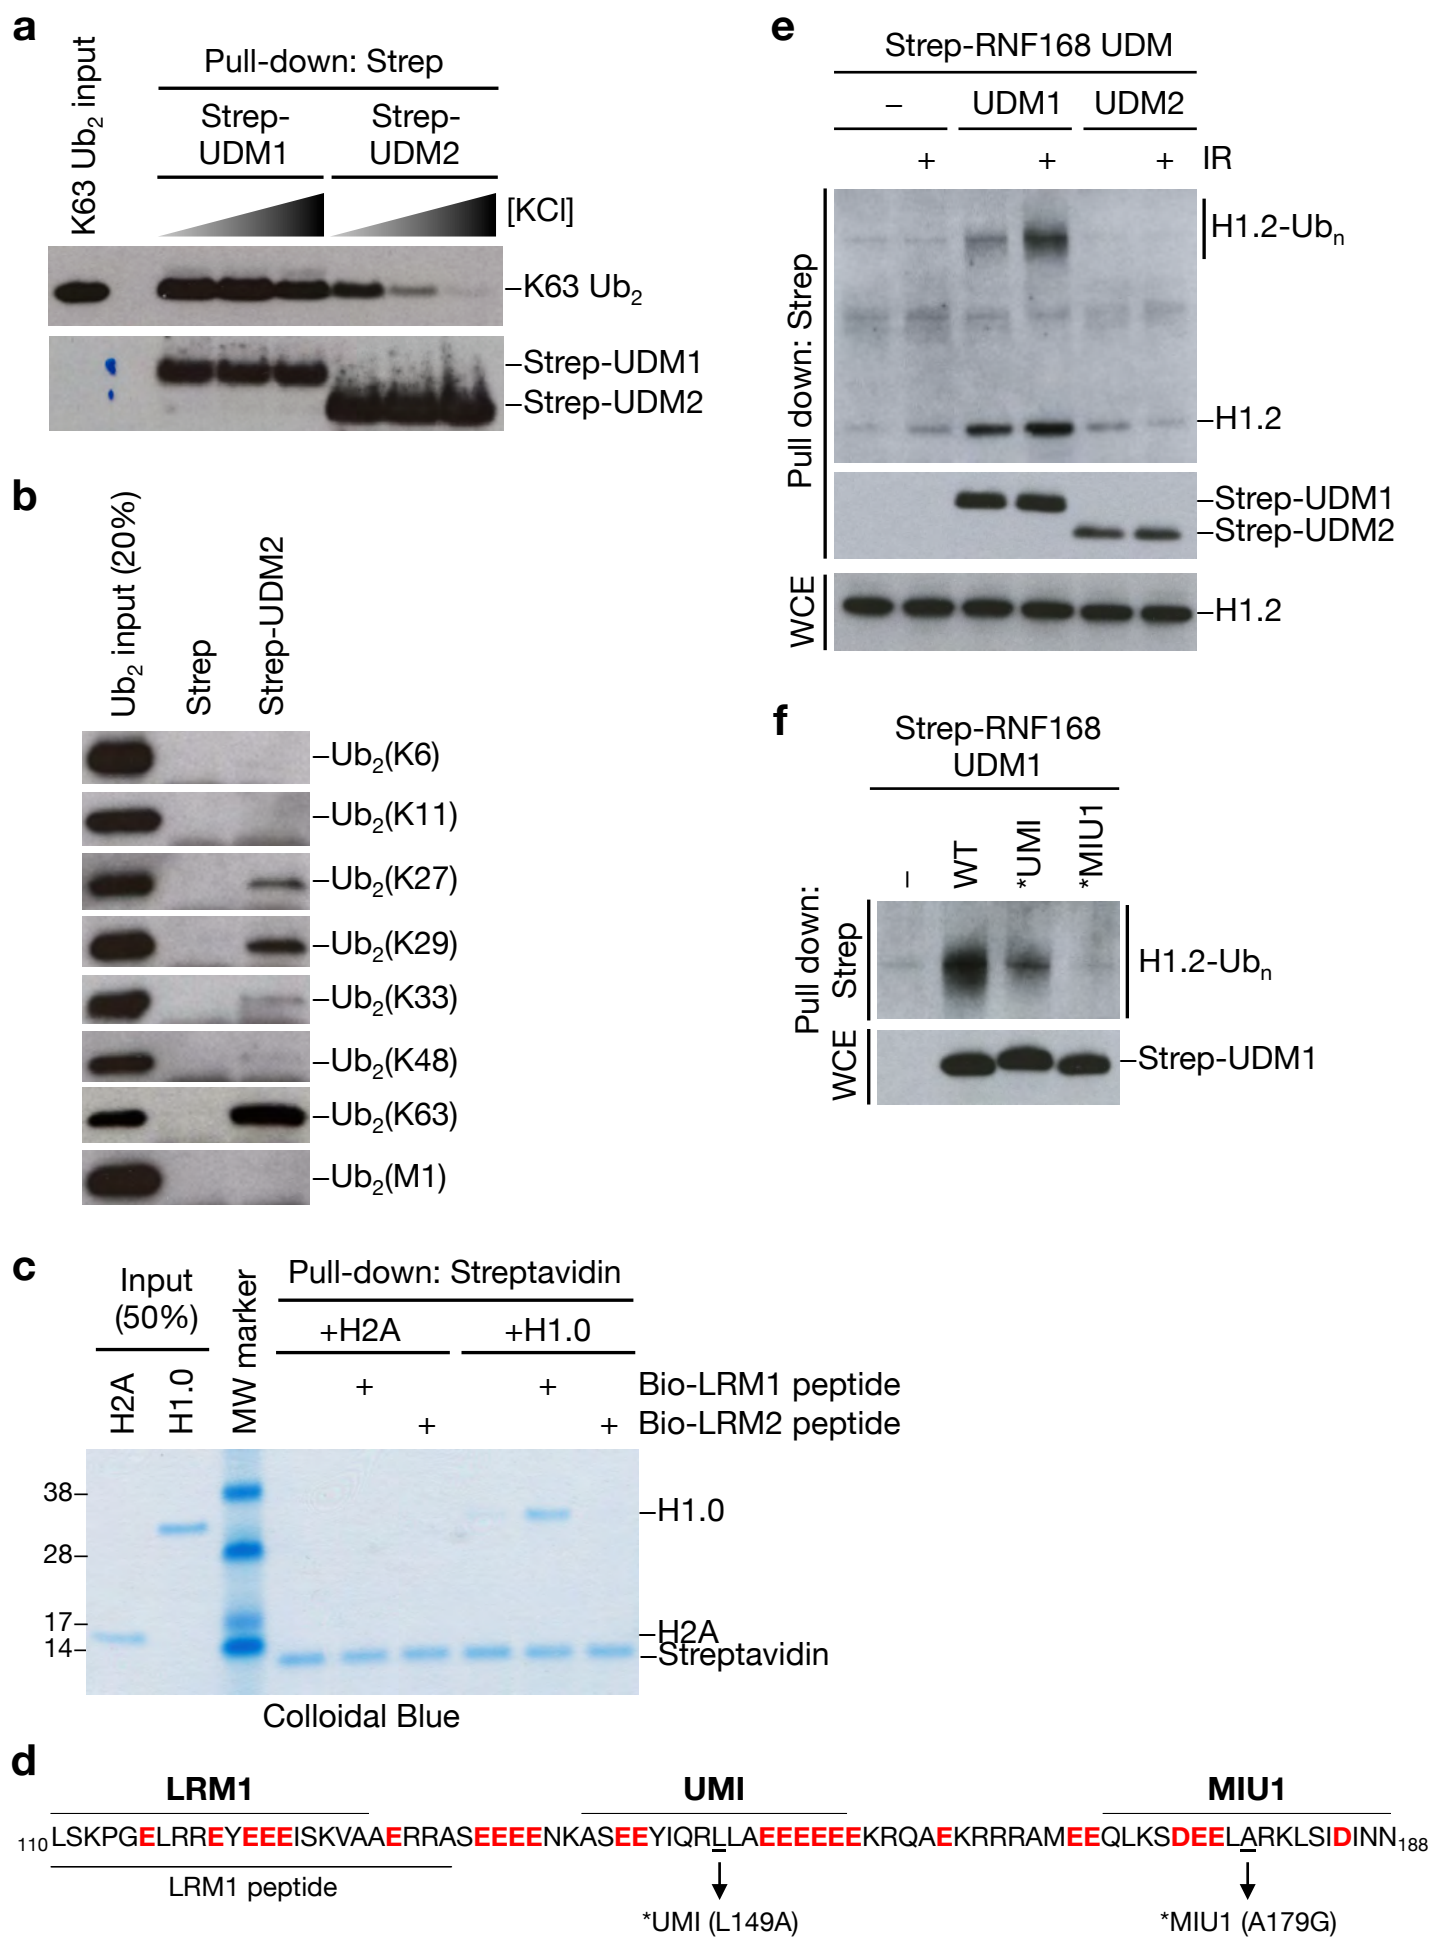 a
K63 Ub2 input
Pull-down: Strep
Strep-UDM1
Strep-UDM2
[KCl]
–K63 Ub2
–Strep-UDM1
–Strep-UDM2
b
Ub2 input (20%)
Strep
Strep-UDM2
–Ub2(K6)
–Ub2(K11)
–Ub2(K27)
–Ub2(K29)
–Ub2(K33)
–Ub2(K48)
–Ub2(K63)
–Ub2(M1)
c
Input
(50%)
MW marker
Pull-down: Streptavidin
+H2A
+H1.0
H2A
H1.0
+ + Bio-LRM1 peptide
+ + Bio-LRM2 peptide
38–
28–
17–
14–
–H1.0
–H2A
–Streptavidin
Colloidal Blue
d
LRM1
UMI
MIU1
110LSKPGELRREYEEEISKVAAERRASEEEENKASEEYIQRLLAEEEEEEKRQAEKRRRAMEEQLKSDEELARKLSIDINN188
LRM1 peptide
*UMI (L149A)
*MIU1 (A179G)
e
Strep-RNF168 UDM
– UDM1 UDM2
+ + + IR
Pull down: Strep
H1.2-Ubn
–H1.2
–Strep-UDM1
–Strep-UDM2
WCE
–H1.2
f
Strep-RNF168
UDM1
–
WT
*UMI
*MIU1
Pull down:
Strep
H1.2-Ubn
WCE
–Strep-UDM1